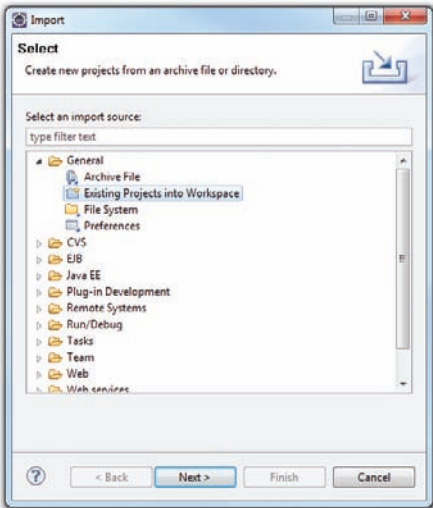 Import
Select
Create new projects from an archive file or directory.
Select an import source:
type filter text
General
Archive File
Existing Projects into Workspace
File System
Preferences
CVS
EJB
Java EE
Plug-in Development
Remote Systems
Run/Debug
Tasks
Team
Web
Web services
? < Back Next > Finish Cancel